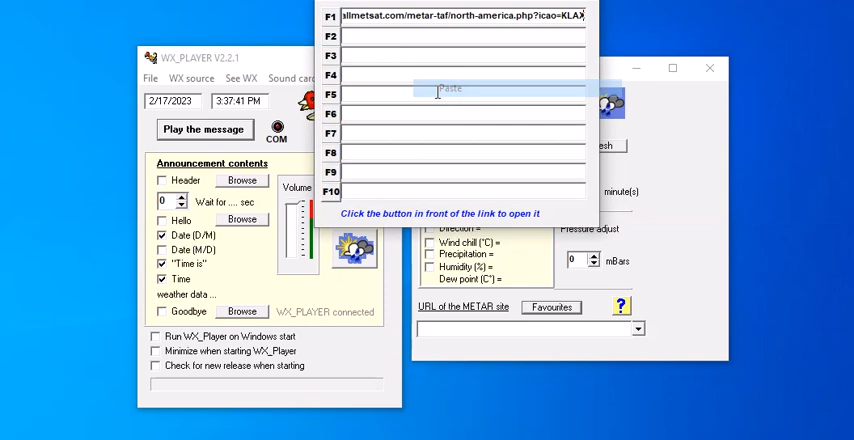 F1 allmetsat.com/metar-taf/north-america.php?icao=KLAX
F2
F3
F4
F5
Paste
F6
F7
F8
F9
F10
Click the button in front of the link to open it
WX_PLAYER V2.2.1
File WX source See WX Sound card
2/17/2023 3:37:41 PM
Play the message
COM
Announcement contents
Header Browse
0 Wait for .... sec
Hello Browse
Date (D/M)
Date (M/D)
"Time is"
Time
weather data ...
Goodbye Browse WX_PLAYER connected
Volume
Run WX_Player on Windows start
Minimize when starting WX_Player
Check for new release when starting
minute(s)
Wind chill (°C) =
Precipitation =
Humidity (%) =
Dew point (C°) =
Pressure adjust
0 mBars
URL of the METAR site Favourites ?